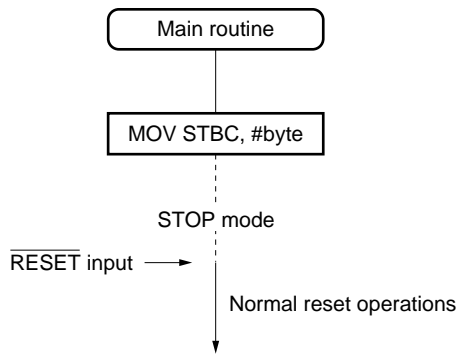 Main routine
MOV STBC, #byte
STOP mode
RESET input
Normal reset operations